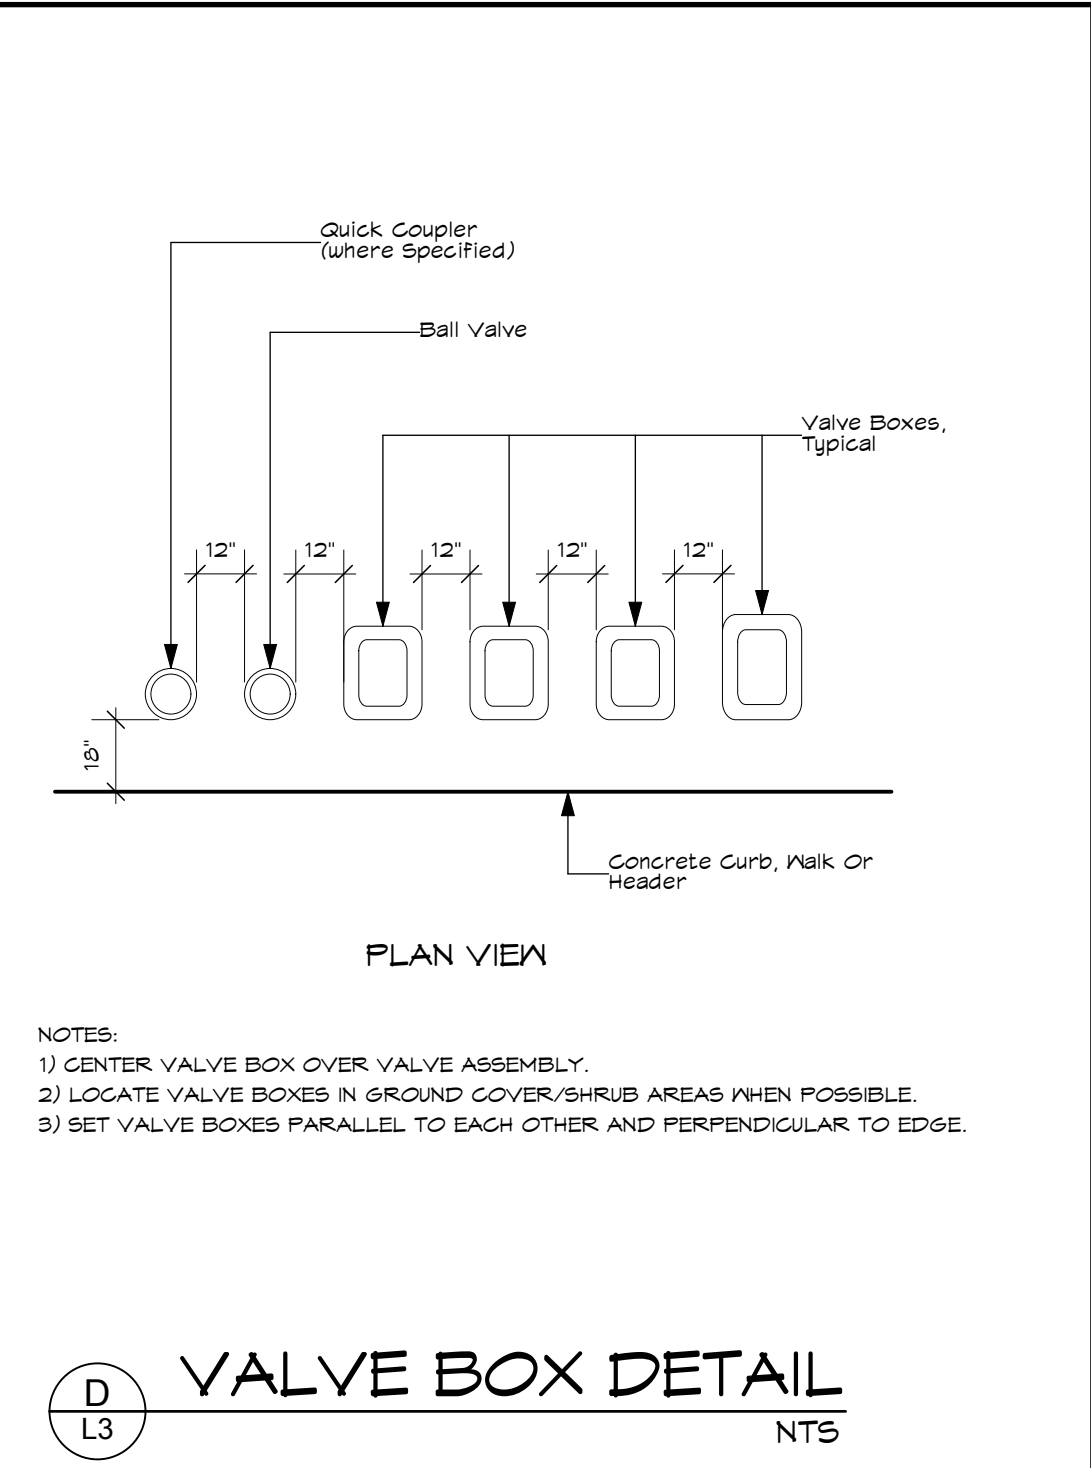 Quick Coupler
(where Specified)
Ball Valve
Valve Boxes,
Typical
12" 12" 12" 12" 12"
18"
Concrete Curb, Walk Or
Header
PLAN VIEW
NOTES:
1) CENTER VALVE BOX OVER VALVE ASSEMBLY.
2) LOCATE VALVE BOXES IN GROUND COVER/SHRUB AREAS WHEN POSSIBLE.
3) SET VALVE BOXES PARALLEL TO EACH OTHER AND PERPENDICULAR TO EDGE.
D
L3
VALVE BOX DETAIL
NTS